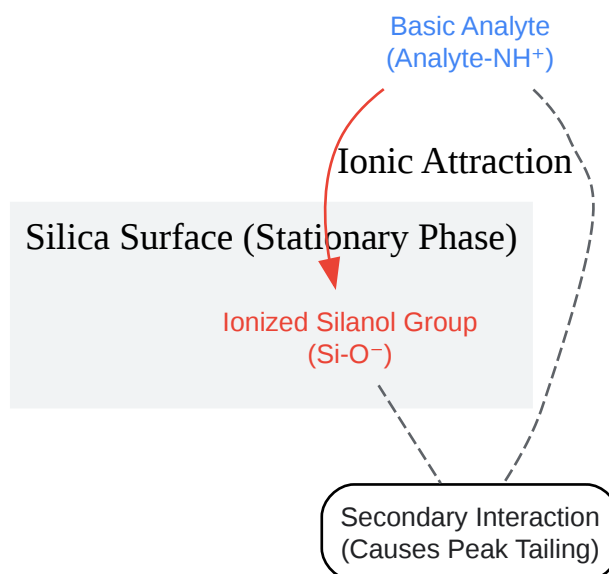 Basic Analyte
(Analyte-NH⁺)
Ionic Attraction
Silica Surface (Stationary Phase)
Ionized Silanol Group
(Si-O⁻)
Secondary Interaction
(Causes Peak Tailing)